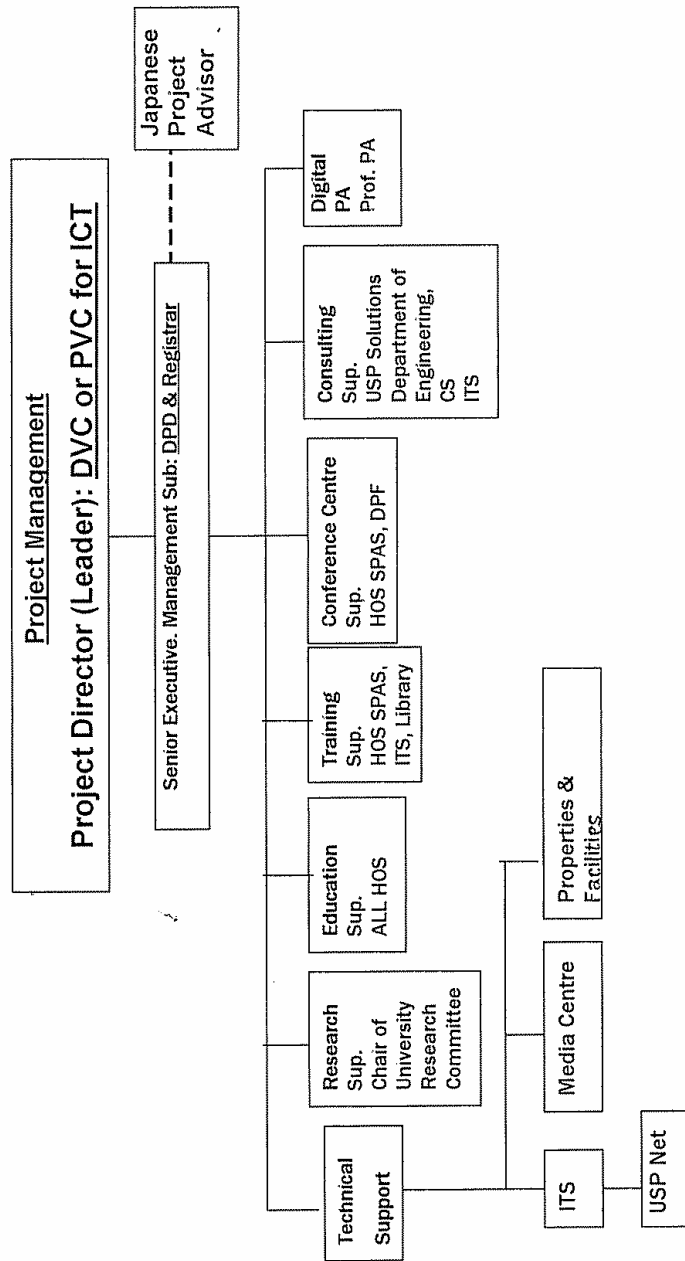 Project Management
Project Director (Leader): DVC or PVC for ICT
Japanese
Project
Advisor
Senior Executive. Management Sub: DPD & Registrar
Technical
Support
Research
Sup.
Chair of
University
Research
Committee
Education
Sup.
ALL HOS
Training
Sup.
HOS SPAS,
ITS, Library
Conference Centre
Sup.
HOS SPAS, DPF
Consulting
Sup.
USP Solutions
Department of
Engineering,
CS
ITS
Digital
PA
Prof. PA
ITS
Media Centre
Properties &
Facilities
USP Net